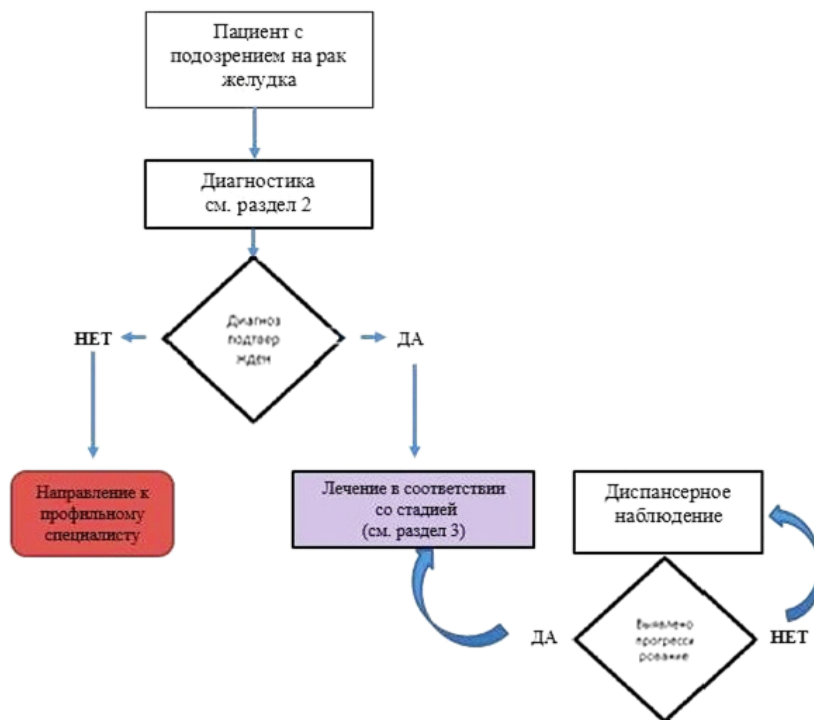 Пациент с
подозрением на рак
желудка
Диагностика
см. раздел 2
Диагноз
подтвер
жден
НЕТ
ДА
Направление к
профильному
специалисту
Лечение в соответствии
со стадией
(см. раздел 3)
Диспансерное
наблюдение
Выявлено
прогресси
рование
ДА
НЕТ